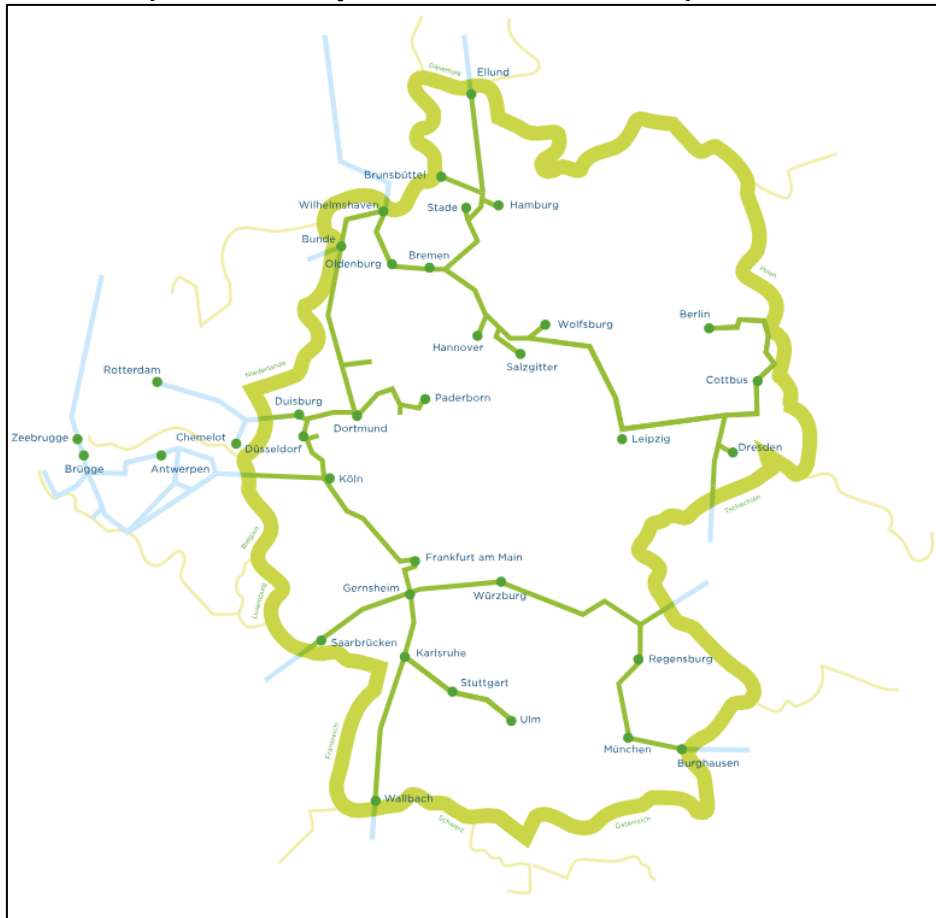 Ellund
Dänemark
Brunsbüttel
Wilhelmshaven
Stade
Hamburg
Bunde
Bremen
Oldenburg
Polen
Berlin
Wolfsburg
Hannover
Salzgitter
Niederlande
Rotterdam
Cottbus
Duisburg
Paderborn
Dortmund
Zeebrugge
Chemelot
Düsseldorf
Leipzig
Dresden
Brügge
Antwerpen
Köln
Tschechien
Belgien
Frankfurt am Main
Luxemburg
Gernsheim
Würzburg
Saarbrücken
Karlsruhe
Regensburg
Stuttgart
Ulm
Frankreich
München
Burghausen
Wallbach
Schweiz
Österreich